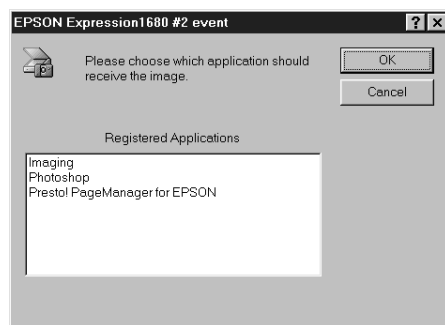 EPSON Expression1680 #2 event
Please choose which application should
receive the image.
OK
Cancel
Registered Applications
Imaging
Photoshop
Presto! PageManager for EPSON